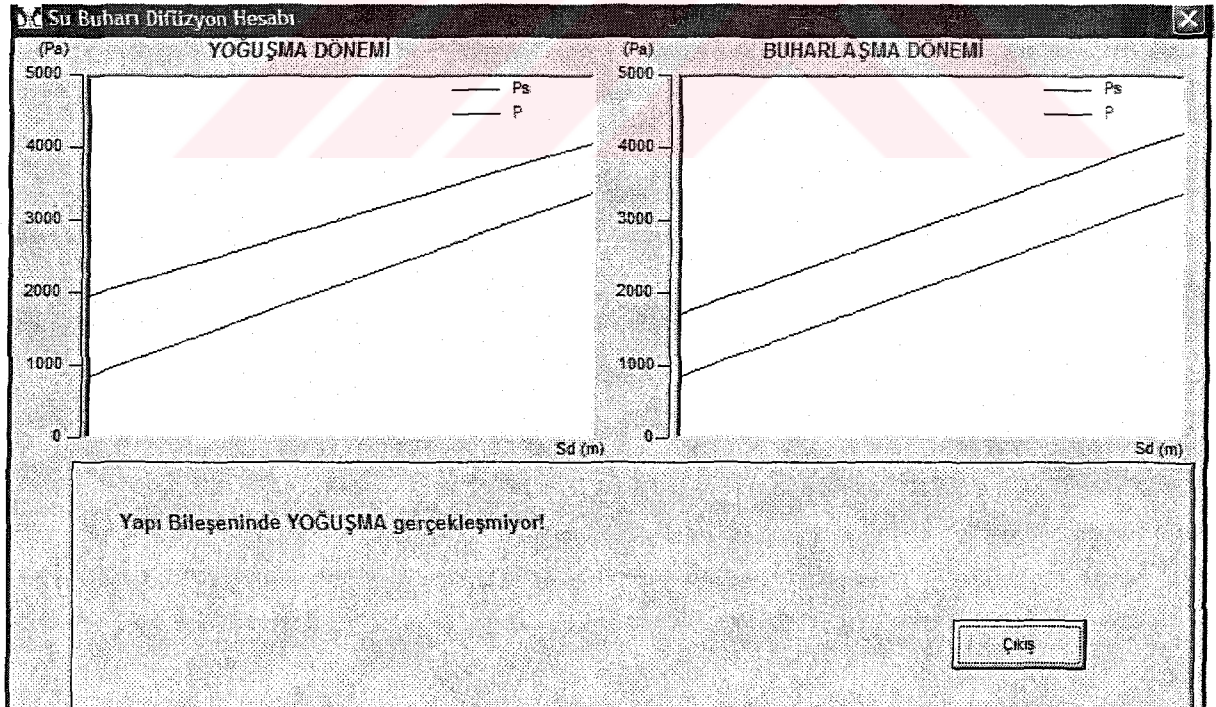 Su Buharı Difüzyon Hesabı
(Pa) YOĞUŞMA DÖNEMİ
5000
4000
3000
2000
1000
0
Ps
P
Sd (m)
(Pa) BUHARLAŞMA DÖNEMİ
5000
4000
3000
2000
1000
0
Ps
P
Sd (m)
Yapı Bileşeninde YOĞUŞMA gerçekleşmiyor!
Çıkış